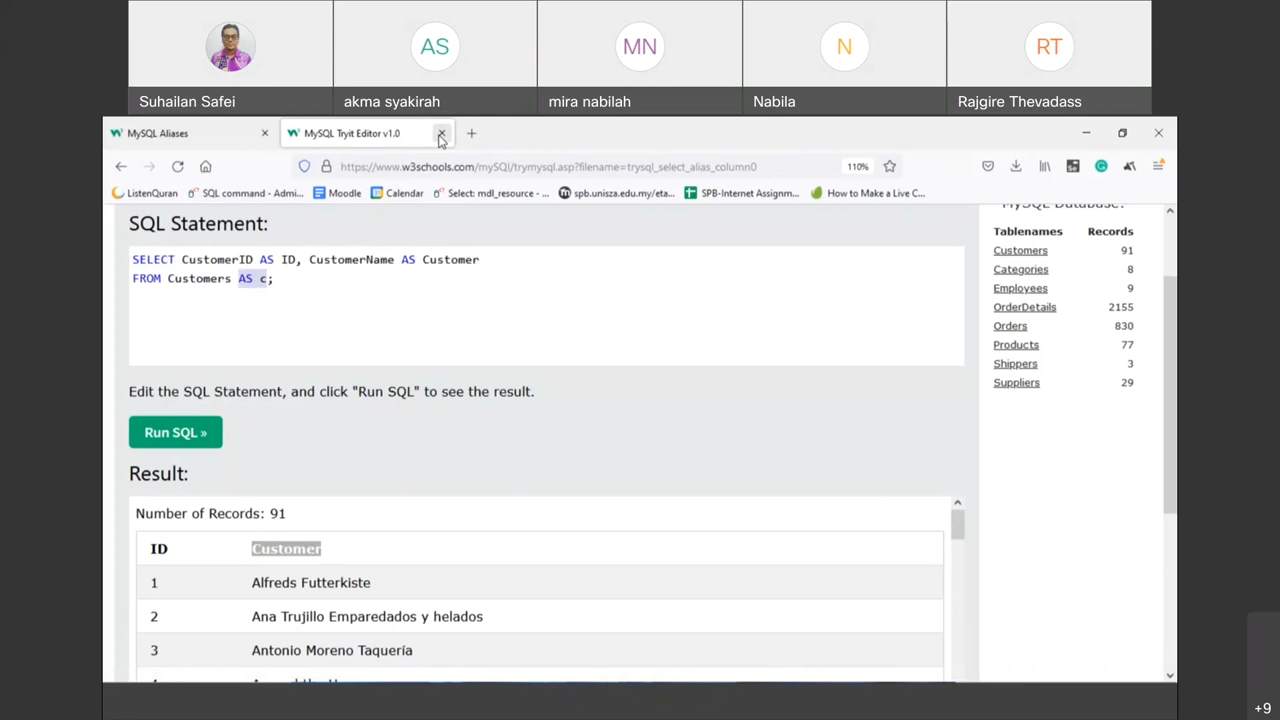 AS
MN
N
RT
Suhailan Safei
akma syakirah
mira nabilah
Nabila
Rajgire Thevadass
MySQL Aliases
MySQL Tryit Editor v1.0
https://www.w3schools.com/mySQl/trymysql.asp?filename=trysql_select_alias_column0
110%
ListenQuran
SQL command - Admi...
Moodle
Calendar
Select: mdl_resource - ...
spb.unisza.edu.my/eta...
SPB-Internet Assignm...
How to Make a Live C...
SQL Statement:
SELECT CustomerID AS ID, CustomerName AS Customer
FROM Customers AS c;
Edit the SQL Statement, and click "Run SQL" to see the result.
Run SQL »
Result:
Number of Records: 91
ID Customer
1 Alfreds Futterkiste
2 Ana Trujillo Emparedados y helados
3 Antonio Moreno Taquería
MySQL Database:
Tablenames Records
Customers 91
Categories 8
Employees 9
OrderDetails 2155
Orders 830
Products 77
Shippers 3
Suppliers 29
+9